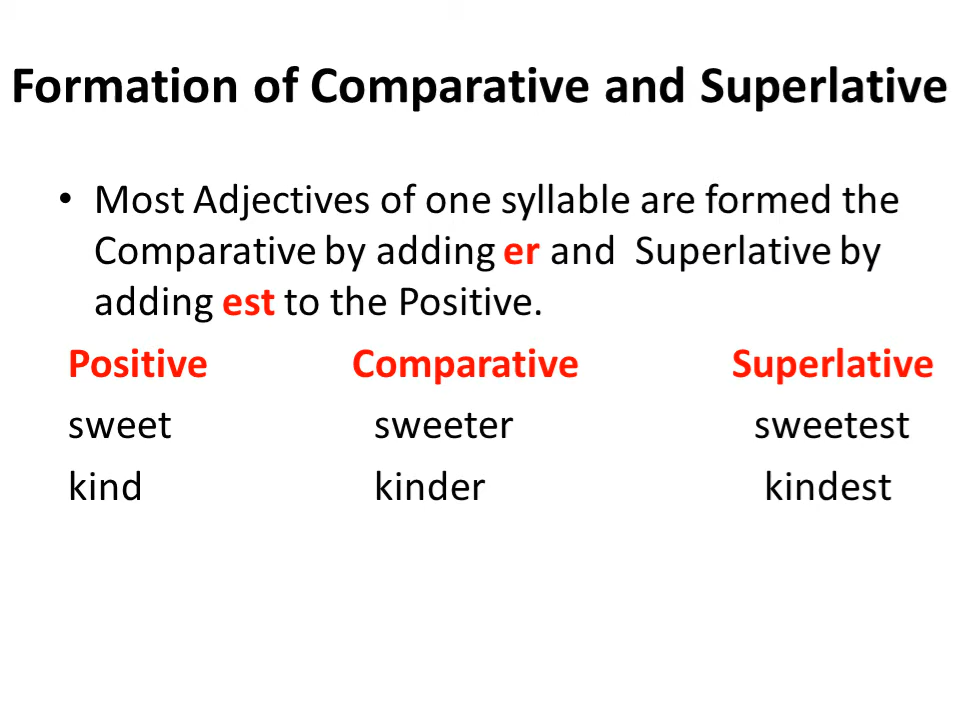 Formation of Comparative and Superlative
• Most Adjectives of one syllable are formed the
Comparative by adding er and  Superlative by
adding est to the Positive.
Positive Comparative Superlative
sweet sweeter sweetest
kind kinder kindest